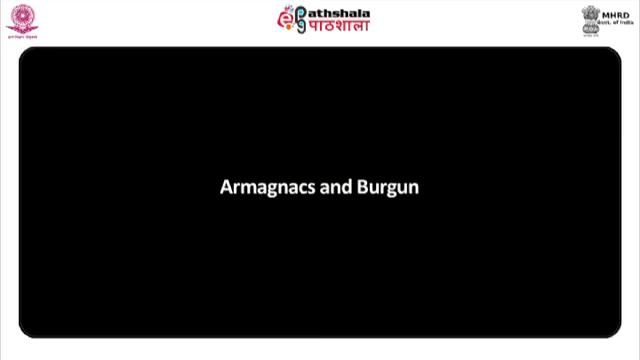 Pathshala
पाठशाला
MHRD
Govt. of India
Armagnacs and Burgun